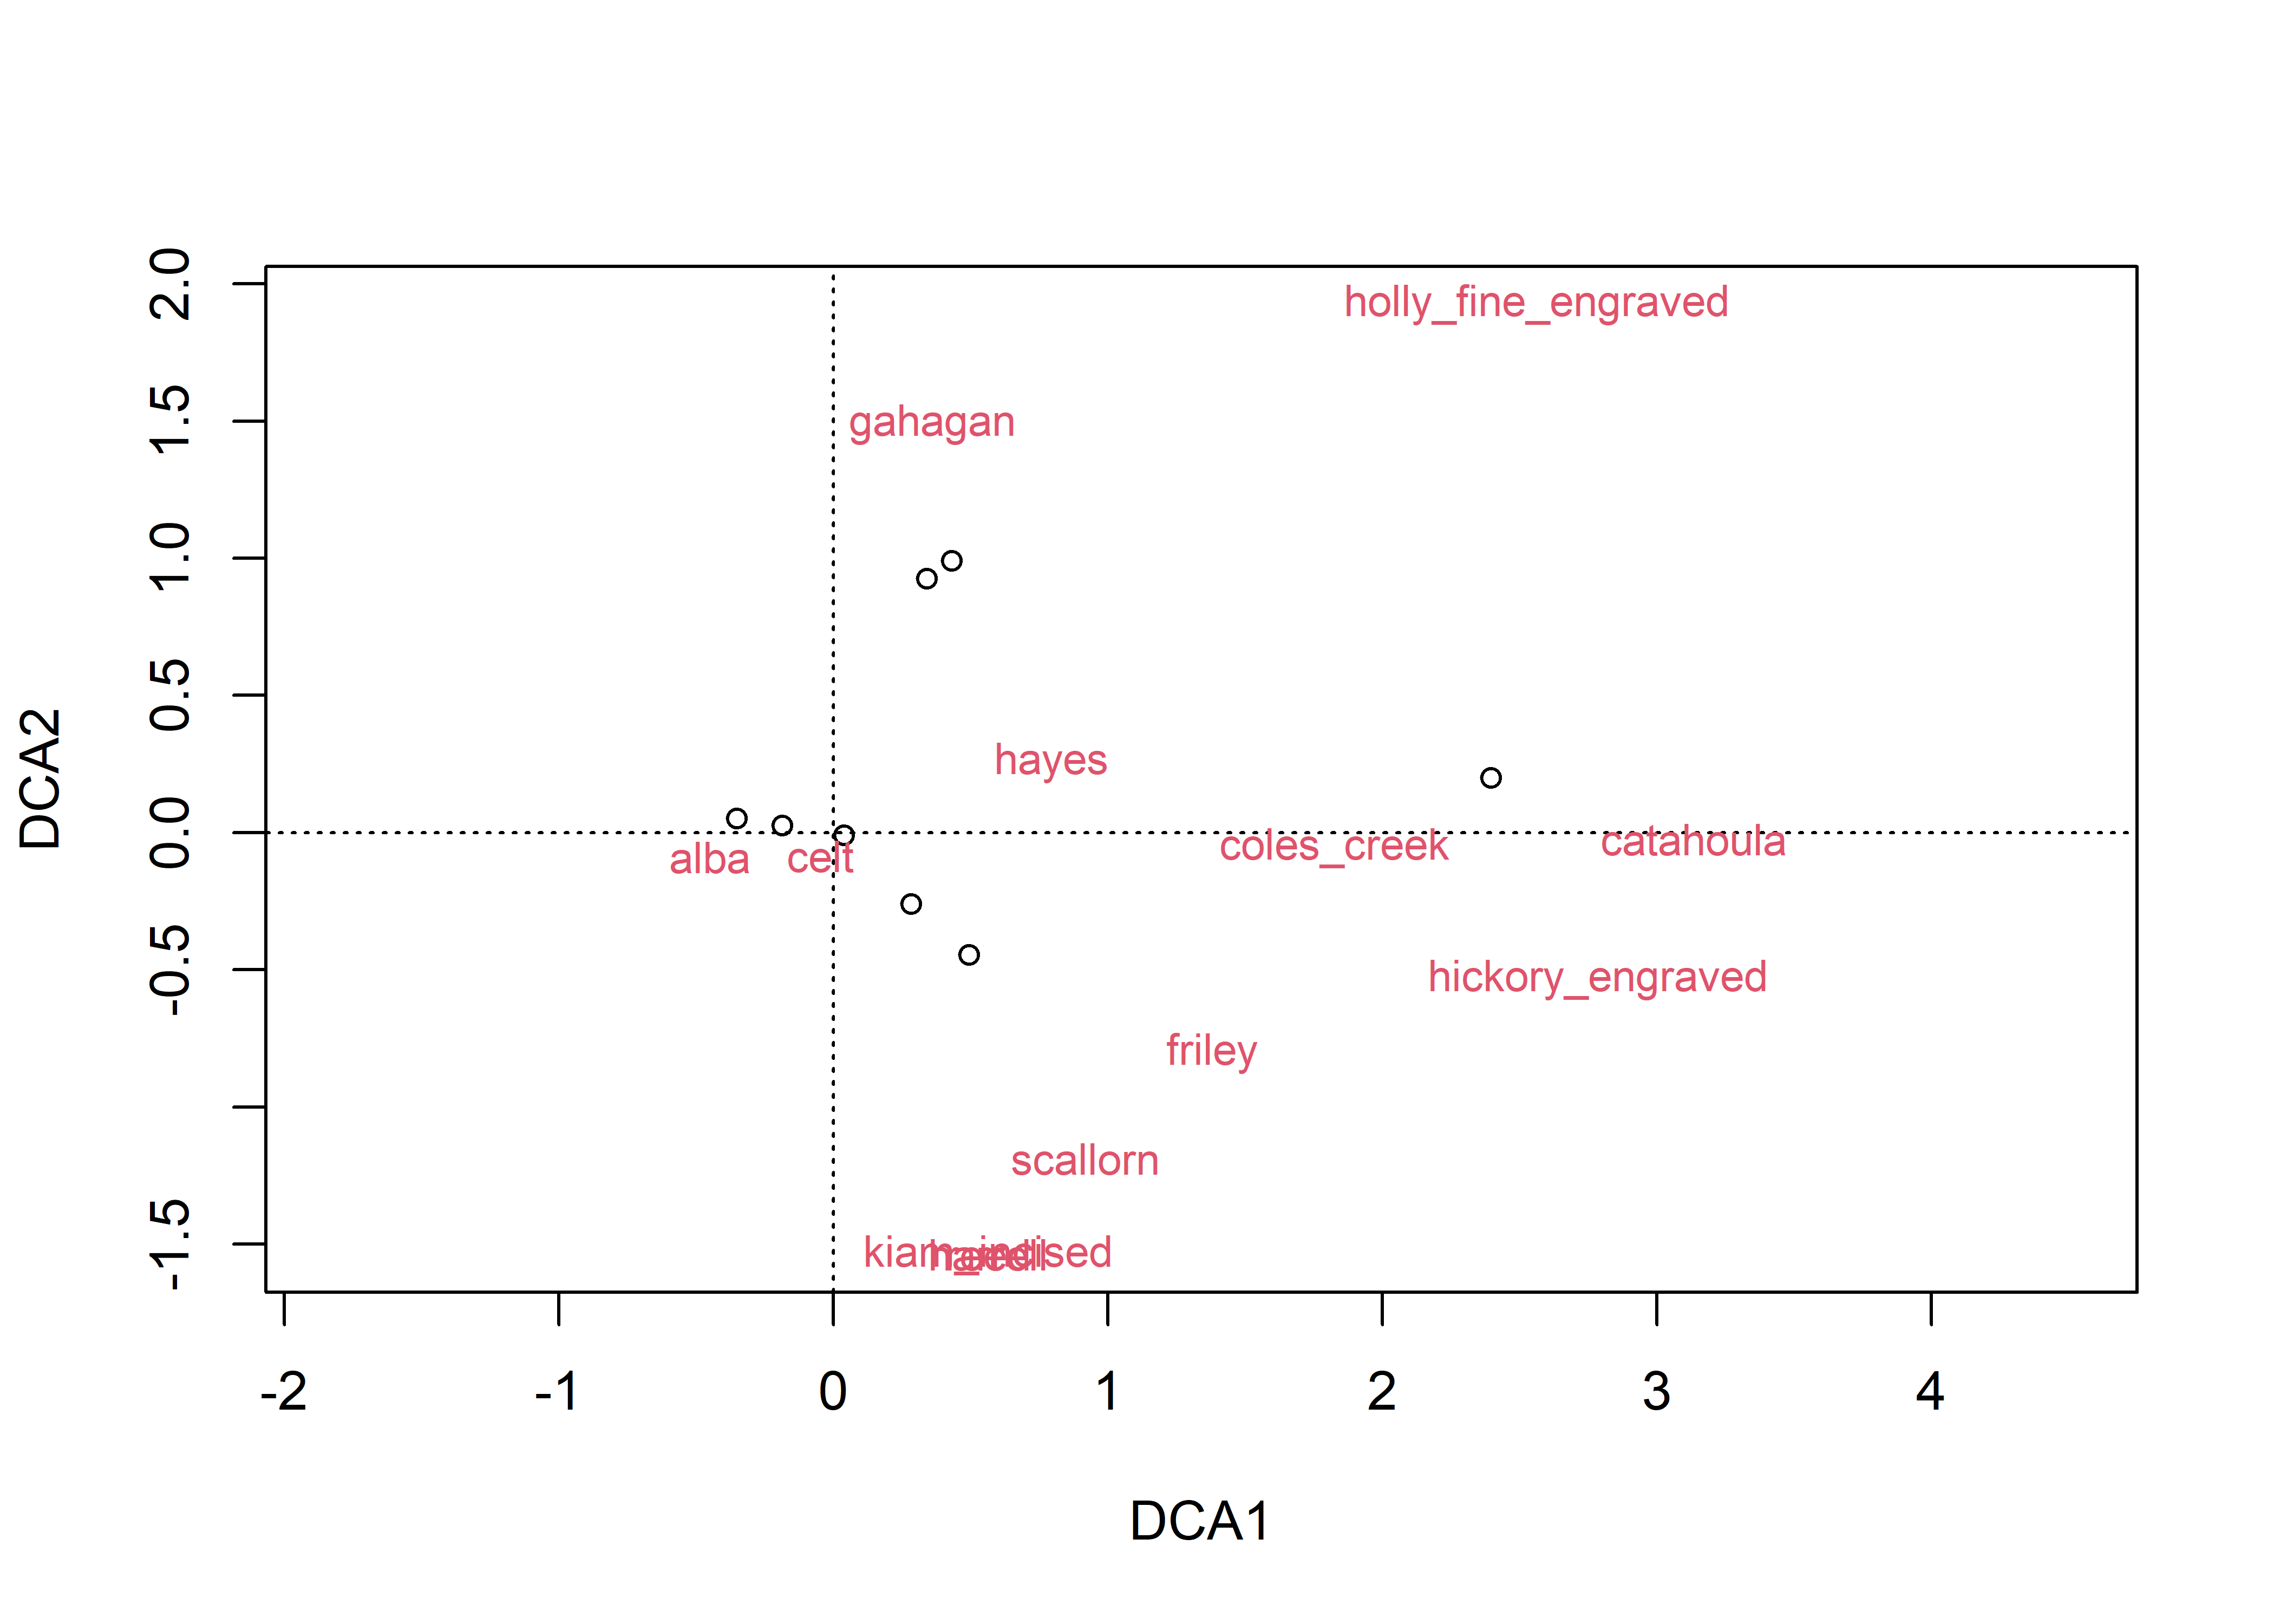 2.0
holly_fine_engraved
1.5
gahagan
1.0
0.5
hayes
DCA2
0.0
alba
celt
coles_creek
catahoula
-0.5
hickory_engraved
friley
scallorn
-1.5
kiam_incised
-2 -1 0 1 2 3 4
DCA1